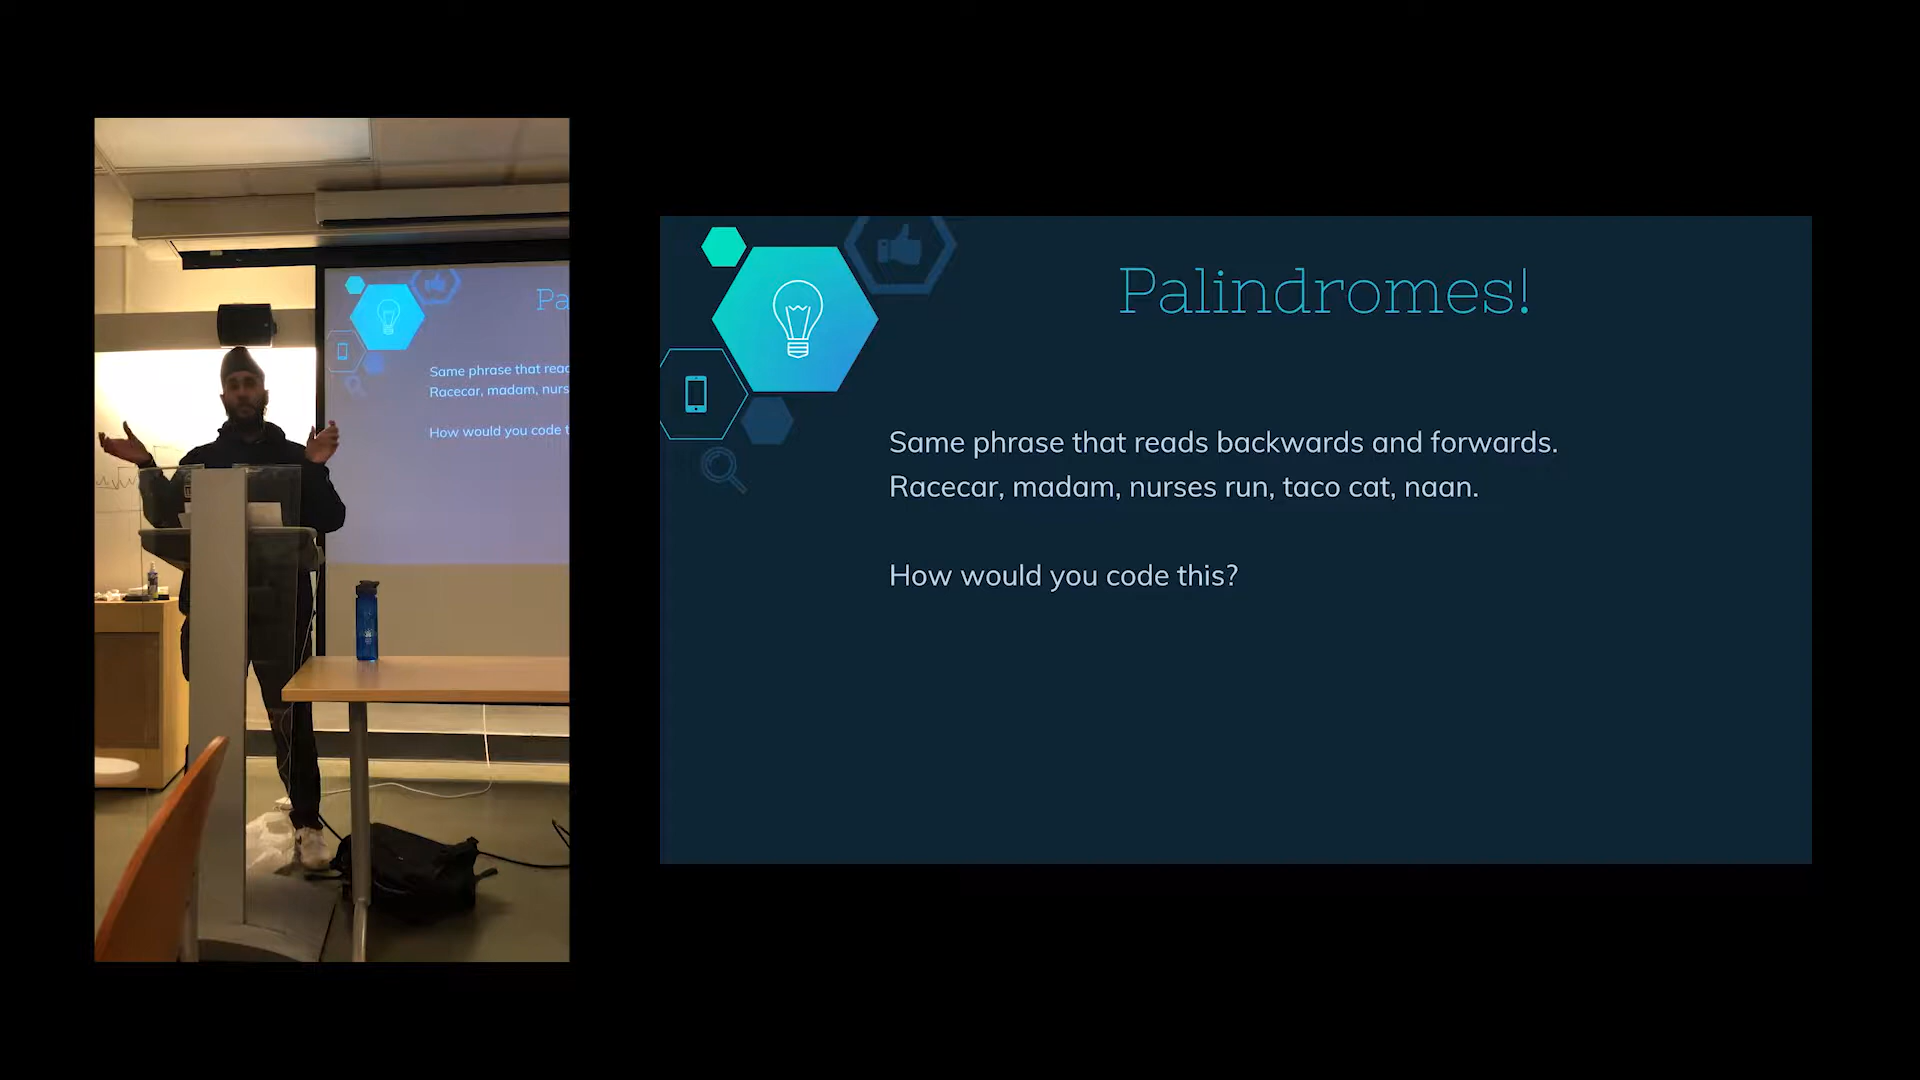 Pa
Same phrase that read
Racecar, madam, nurs
How would you code t
Palindromes!
Same phrase that reads backwards and forwards.
Racecar, madam, nurses run, taco cat, naan.
How would you code this?